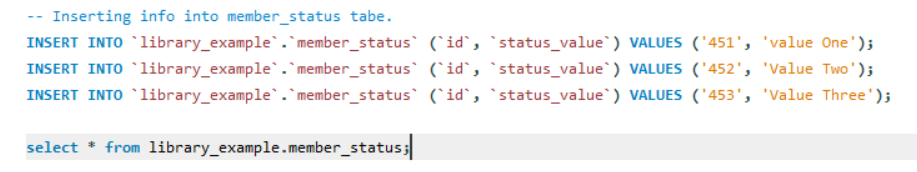 -- Inserting info into member_status tabe.
INSERT INTO `library_example`.`member_status` (`id`, `status_value`) VALUES ('451', 'value One');
INSERT INTO `library_example`.`member_status` (`id`, `status_value`) VALUES ('452', 'Value Two');
INSERT INTO `library_example`.`member_status` (`id`, `status_value`) VALUES ('453', 'Value Three');
select * from library_example.member_status;